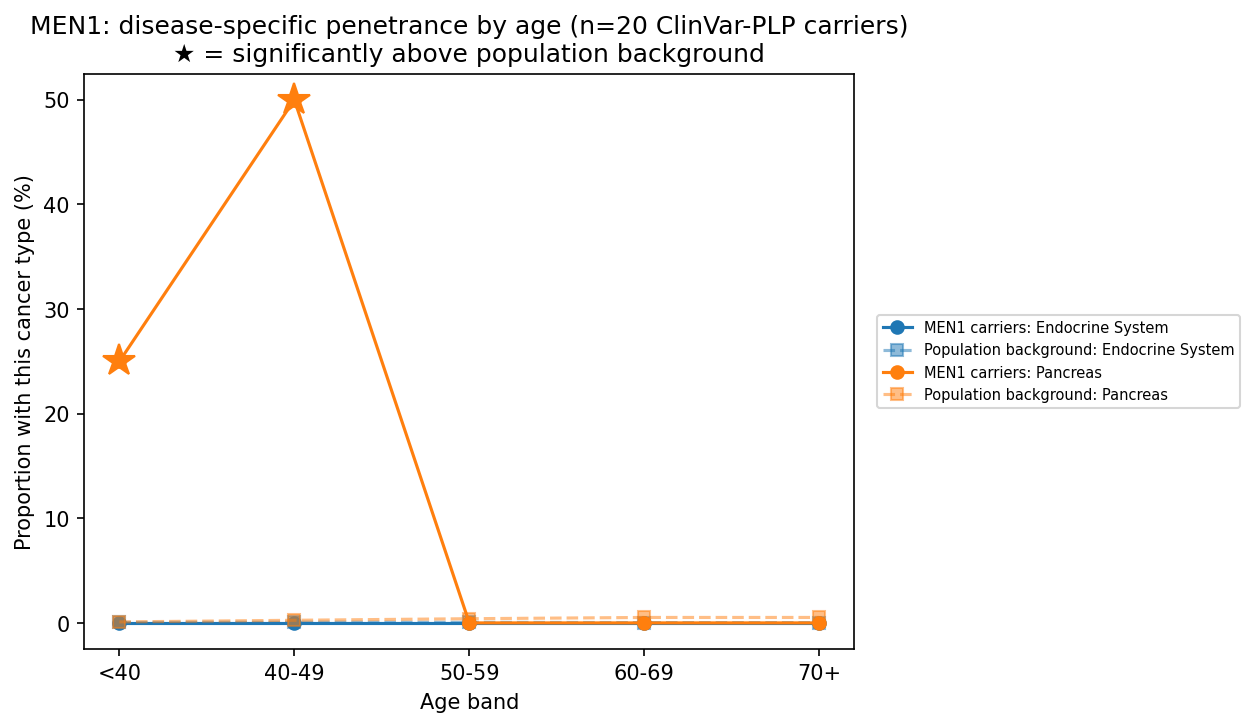 MEN1: disease-specific penetrance by age (n=20 ClinVar-PLP carriers)
★ = significantly above population background
Proportion with this cancer type (%)
50
40
30
20
10
0
<40 40-49 50-59 60-69 70+
Age band
MEN1 carriers: Endocrine System
Population background: Endocrine System
MEN1 carriers: Pancreas
Population background: Pancreas